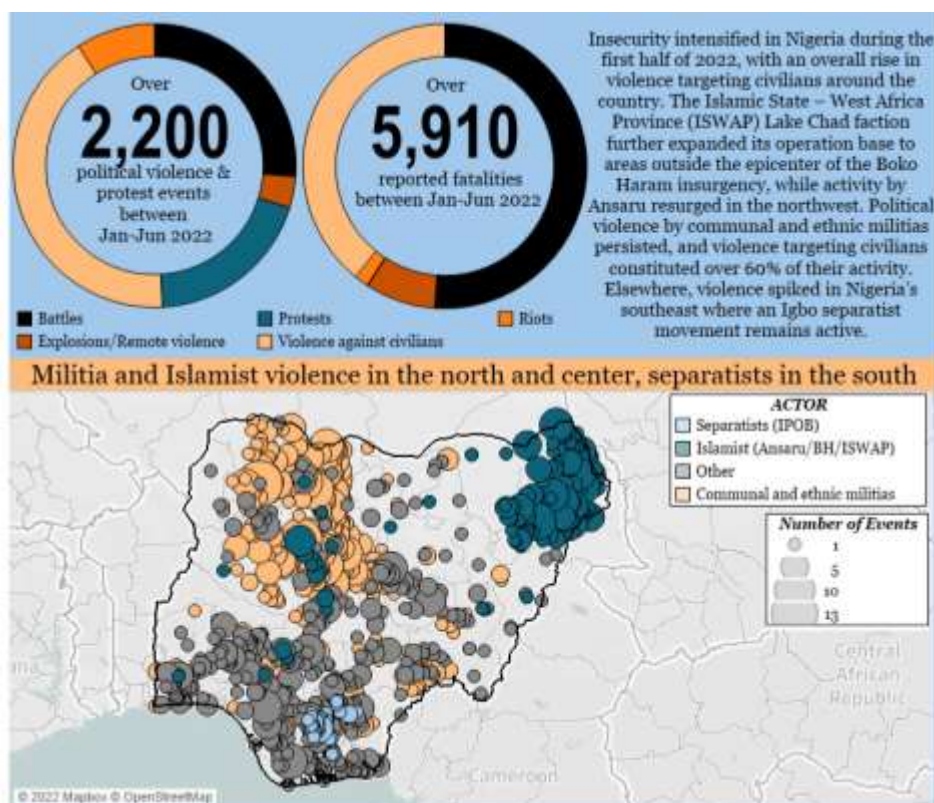 Over
2,200
political violence &
protest events
between
Jan-Jun 2022
Over
5,910
reported fatalities
between Jan-Jun 2022
Insecurity intensified in Nigeria during the
first half of 2022, with an overall rise in
violence targeting civilians around the
country. The Islamic State – West Africa
Province (ISWAP) Lake Chad faction
further expanded its operation base to
areas outside the epicenter of the Boko
Haram insurgency, while activity by
Ansaru resurged in the northwest. Political
violence by communal and ethnic militias
persisted, and violence targeting civilians
constituted over 60% of their activity.
Elsewhere, violence spiked in Nigeria's
southeast where an Igbo separatist
movement remains active.
Battles
Protests
Riots
Explosions/Remote violence
Violence against civilians
Militia and Islamist violence in the north and center, separatists in the south
ACTOR
Separatists (IPOB)
Islamist (Ansaru/BH/ISWAP)
Other
Communal and ethnic militias
Number of Events
1
5
10
13
ana
Central
African
Republic
Cameroon
© 2022 Mapbox © OpenStreetMap